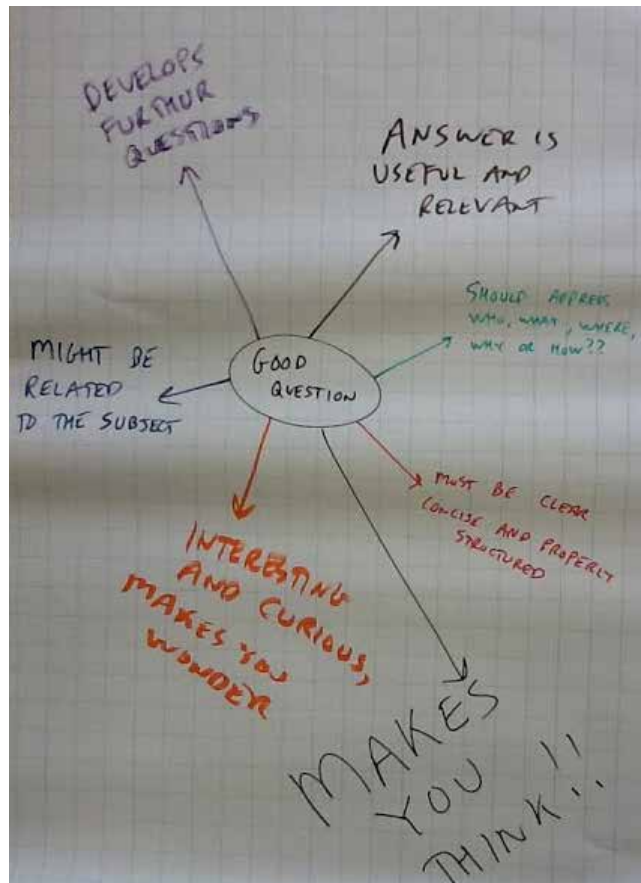 DEVELOPS
FURTHUR
QUESTIONS
ANSWER IS
USEFUL AND
RELEVANT
SHOULD ADDRESS
WHO, WHAT, WHERE,
WHY OR HOW??
GOOD
QUESTION
MIGHT BE
RELATED
TO THE SUBJECT
MUST BE CLEAR
CONCISE AND PROPERLY
STRUCTURED
INTERESTING
AND CURIOUS,
MAKES YOU
WONDER
MAKES
YOU
THINK!!